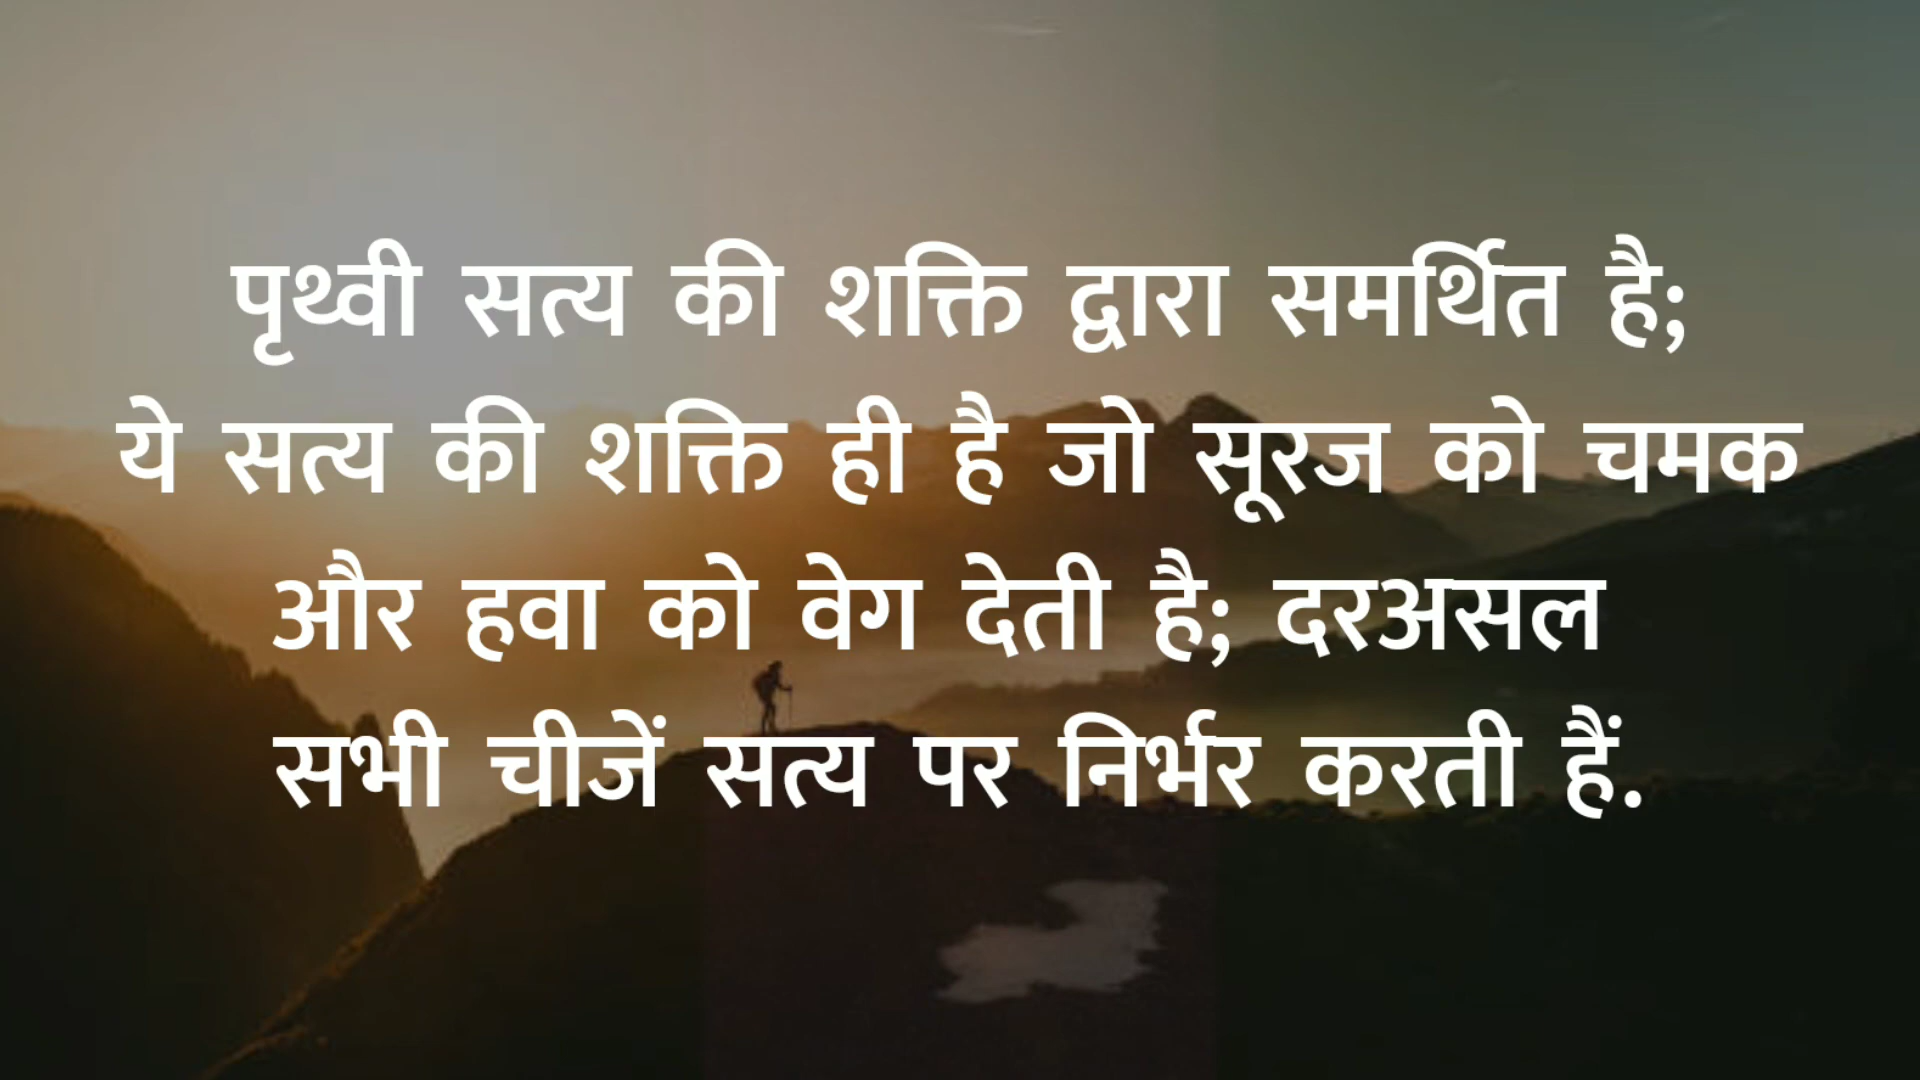 पृथ्वी सत्य की शक्ति द्वारा समर्थित है;
ये सत्य की शक्ति ही है जो सूरज को चमक
और हवा को वेग देती है; दरअसल
सभी चीजें सत्य पर निर्भर करती हैं.